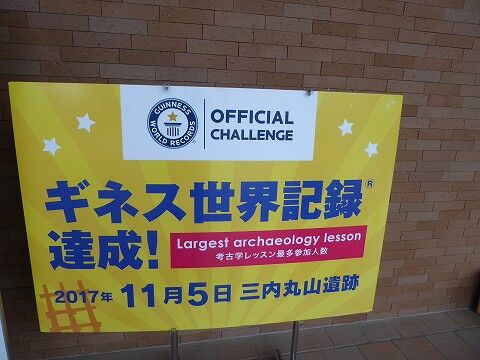 GUINNESS
WORLD RECORDS
OFFICIAL
CHALLENGE
ギネス世界記録®
達成!
Largest archaeology lesson
考古学レッスン最多参加人数
2017年 11月5日 三内丸山遺跡